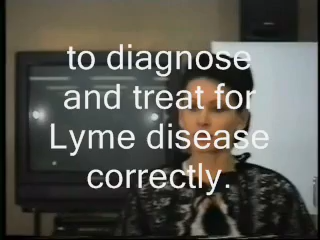 to diagnose
and treat for
Lyme disease
correctly.